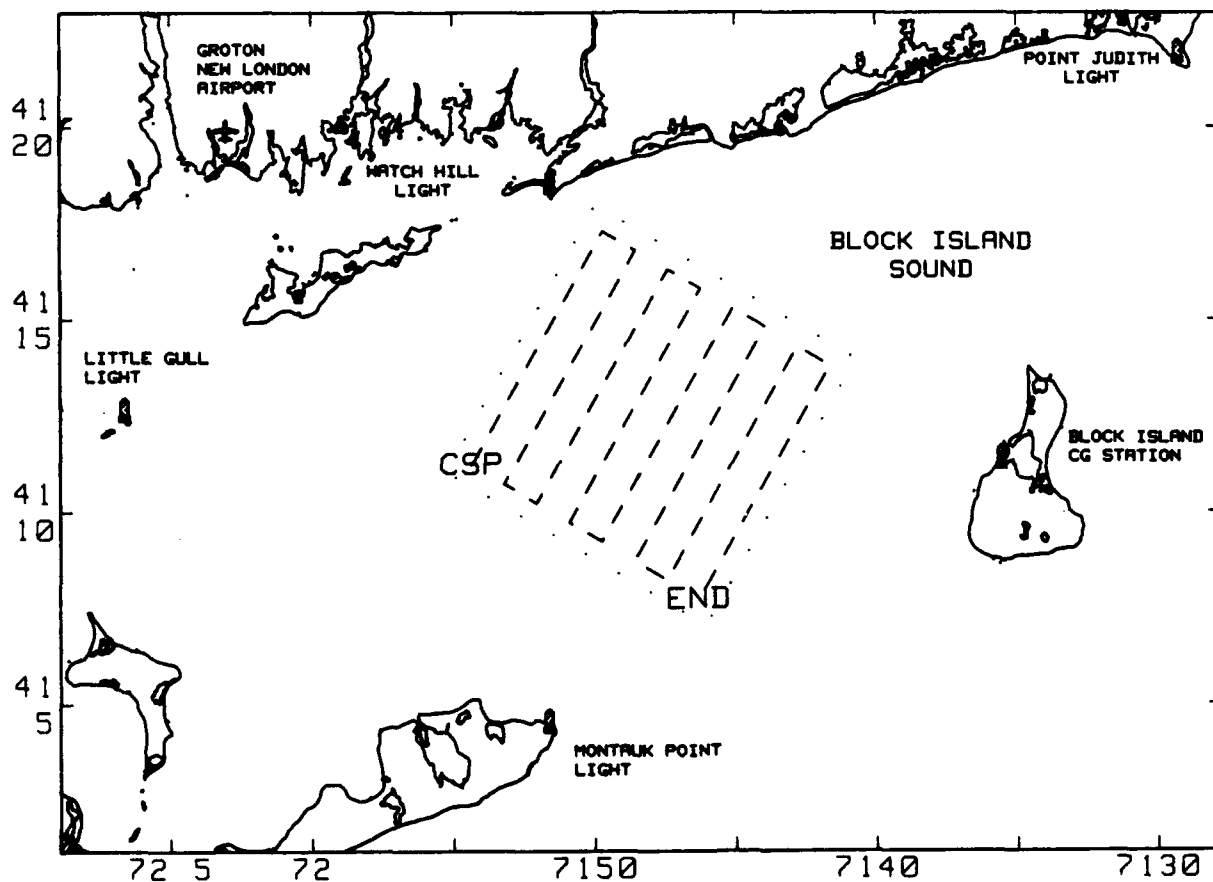 GROTON
NEW LONDON
AIRPORT
POINT JUDITH
LIGHT
41
20
WATCH HILL
LIGHT
BLOCK ISLAND
SOUND
41
15
LITTLE GULL
LIGHT
BLOCK ISLAND
CG STATION
CSP
41
10
END
41
5
MONTAUK POINT
LIGHT
72 5 72 7150 7140 7130